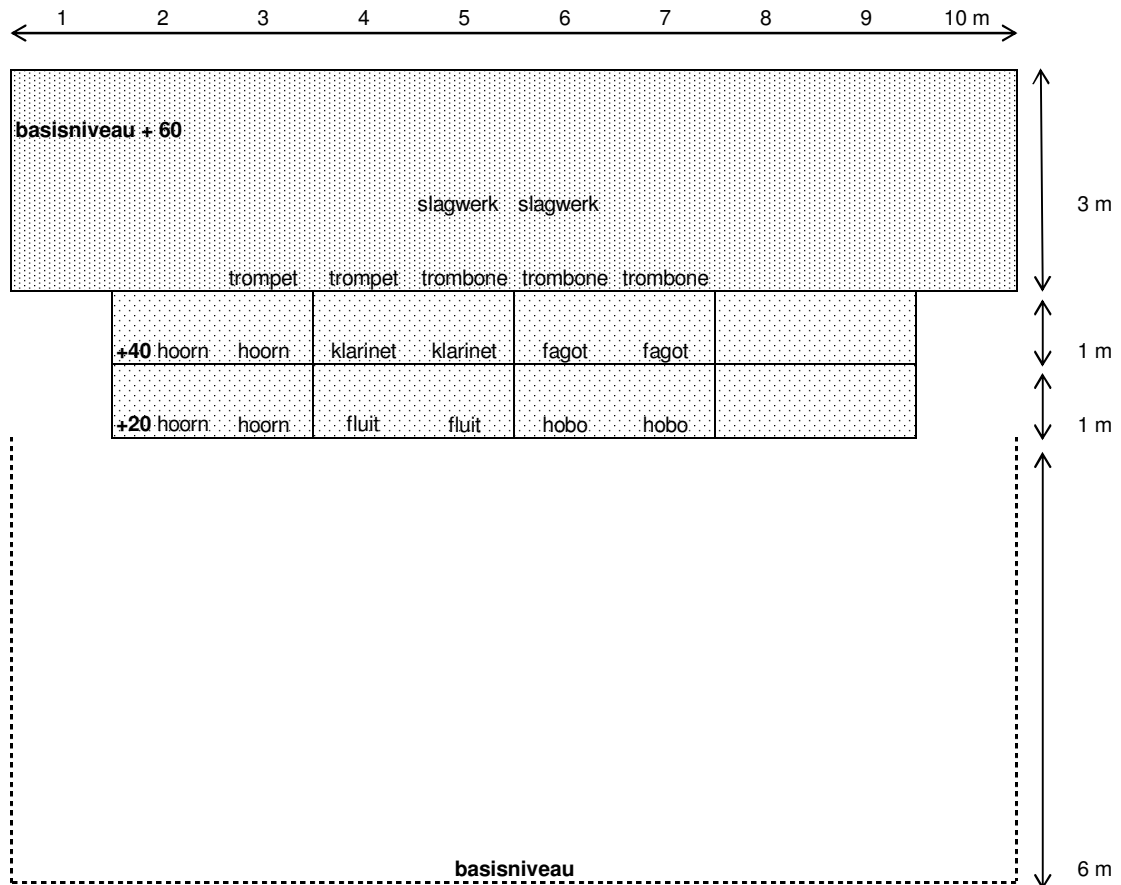 1 2 3 4 5 6 7 8 9 10 m
basisniveau + 60
slagwerk slagwerk 3 m
trompet trompet trombone trombone trombone
+40 hoorn hoorn klarinet klarinet fagot fagot 1 m
+20 hoorn hoorn fluit fluit hobo hobo 1 m
basisniveau 6 m